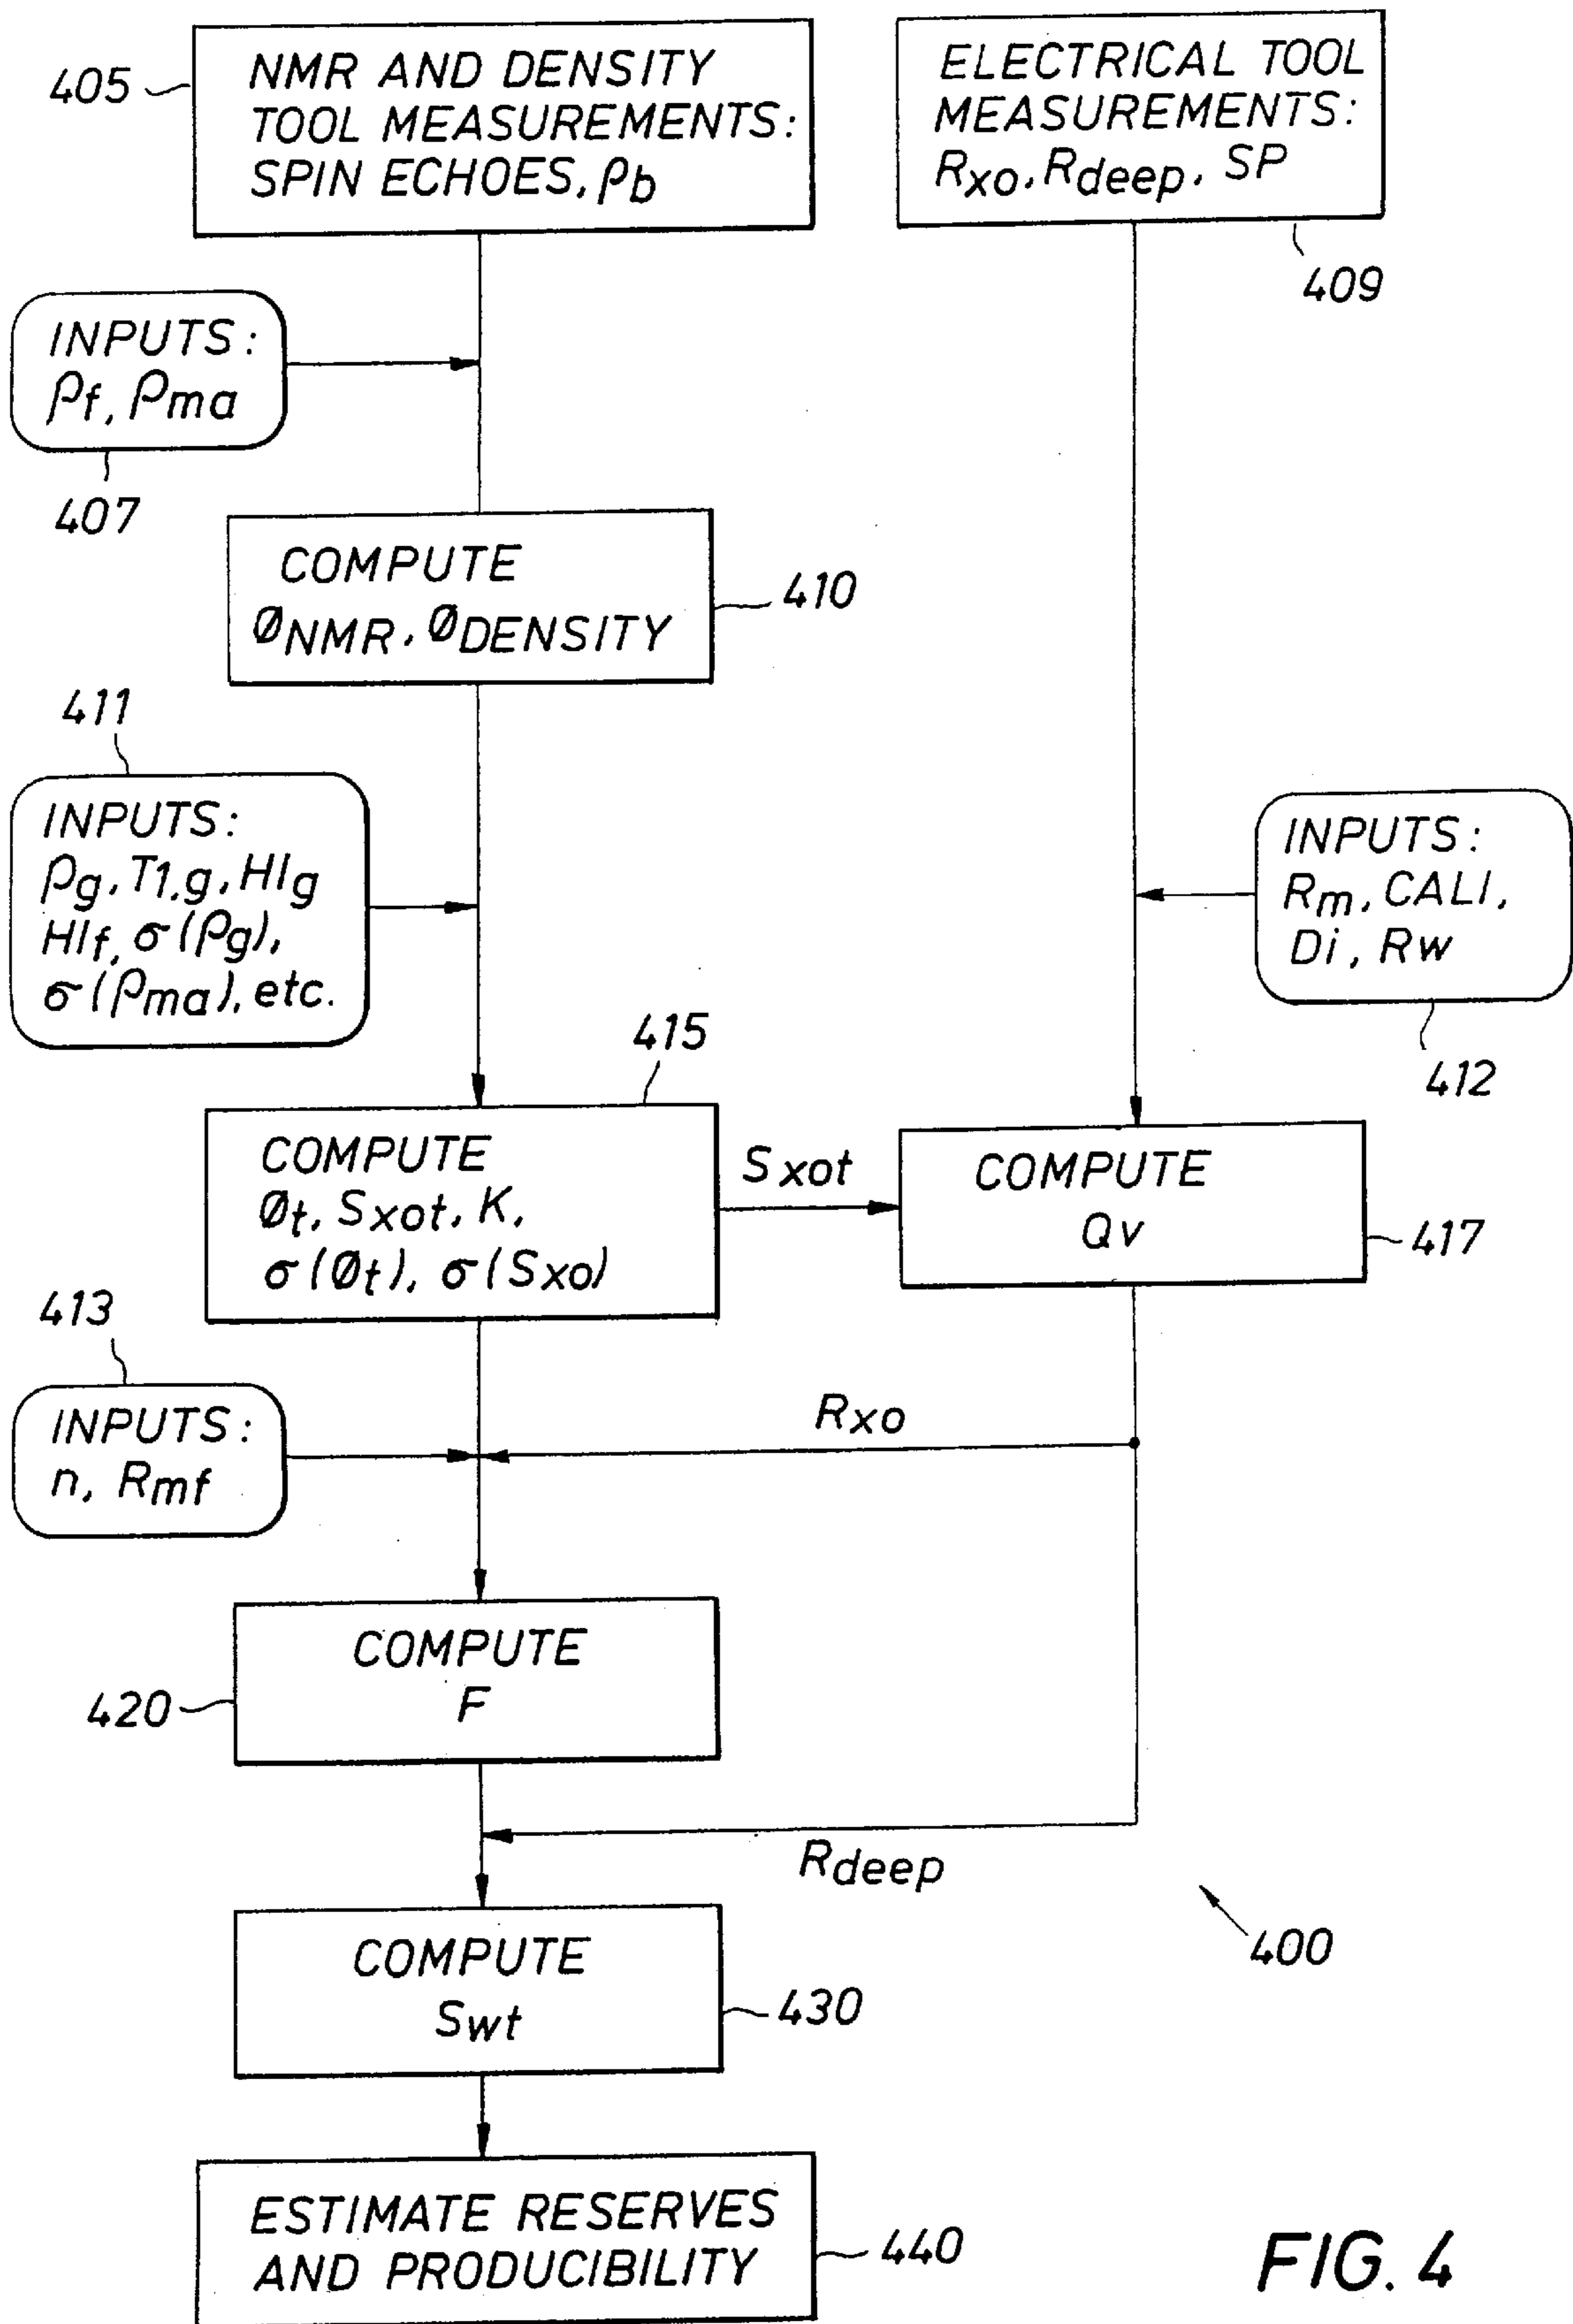 405
NMR AND DENSITY
TOOL MEASUREMENTS:
SPIN ECHOES, ρb
ELECTRICAL TOOL
MEASUREMENTS:
Rxo, Rdeep, SP
409
INPUTS:
ρf, ρma
407
COMPUTE
ØNMR, ØDENSITY
410
411
INPUTS:
ρg, T1,g, HIg
HIf, σ(ρg),
σ(ρma), etc.
INPUTS:
Rm, CALI,
Di, Rw
412
415
COMPUTE
Øt, Sxot, K,
σ(Øt), σ(Sxo)
Sxot
COMPUTE
Qv
417
413
INPUTS:
n, Rmf
Rxo
COMPUTE
F
420
Rdeep
400
COMPUTE
Swt
430
ESTIMATE RESERVES
AND PRODUCIBILITY
440
FIG. 4